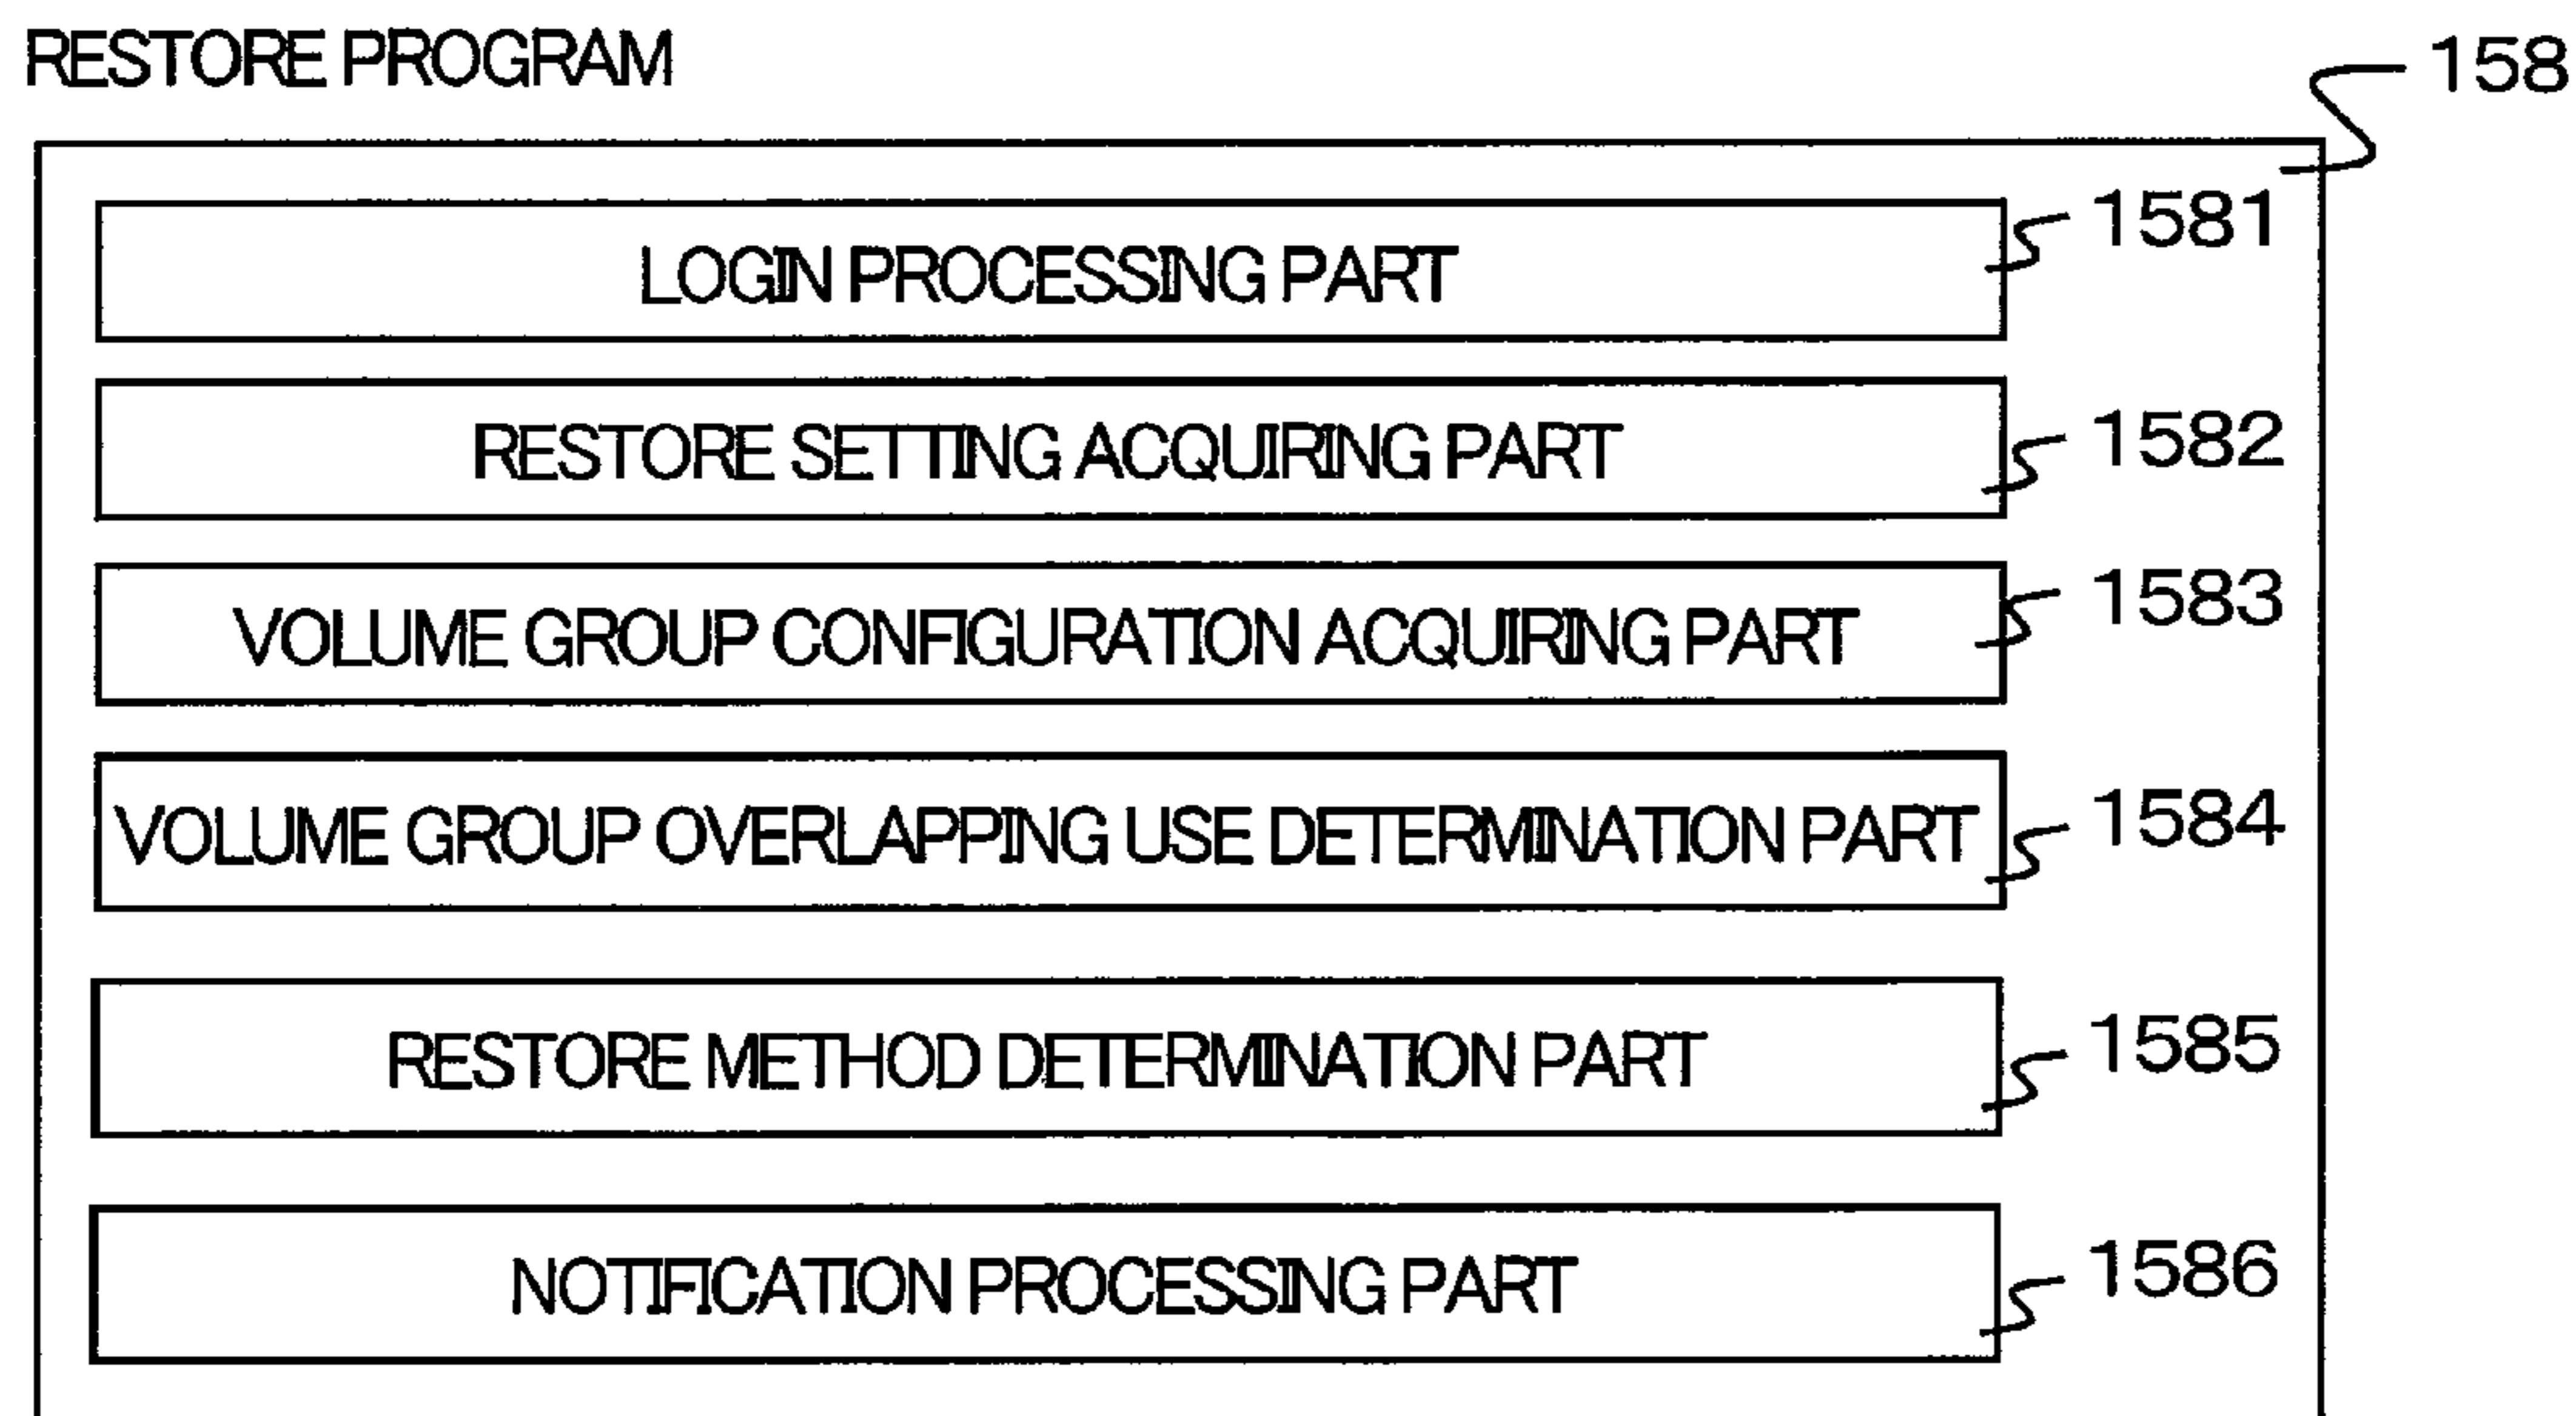 RESTORE PROGRAM
158
LOGIN PROCESSING PART
1581
RESTORE SETTING ACQUIRING PART
1582
VOLUME GROUP CONFIGURATION ACQUIRING PART
1583
VOLUME GROUP OVERLAPPING USE DETERMINATION PART
1584
RESTORE METHOD DETERMINATION PART
1585
NOTIFICATION PROCESSING PART
1586